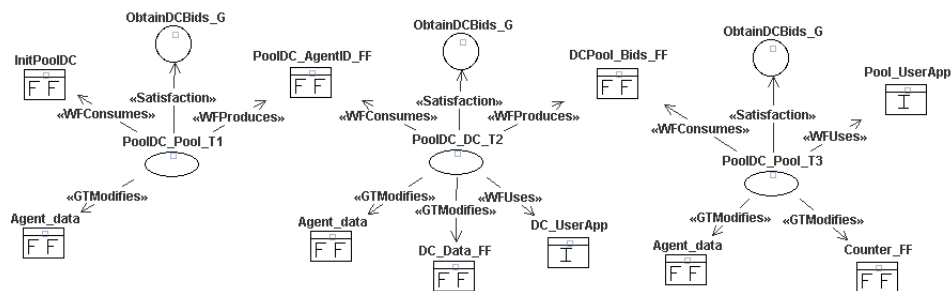 ObtainDCBids_G
InitPoolDC
F F
«Satisfaction»
«WFConsumes»
«WFProduces»
PoolDC_Pool_T1
«GTModifies»
Agent_data
F F
ObtainDCBids_G
PoolDC_AgentID_FF
F F
«Satisfaction»
«WFConsumes»
«WFProduces»
PoolDC_DC_T2
«GTModifies»
«GTModifies»
«WFUses»
Agent_data
F F
DC_Data_FF
F F
DC_UserApp
I
ObtainDCBids_G
DCPool_Bids_FF
F F
Pool_UserApp
I
«Satisfaction»
«WFConsumes»
«WFUses»
PoolDC_Pool_T3
«GTModifies»
«GTModifies»
Agent_data
F F
Counter_FF
F F